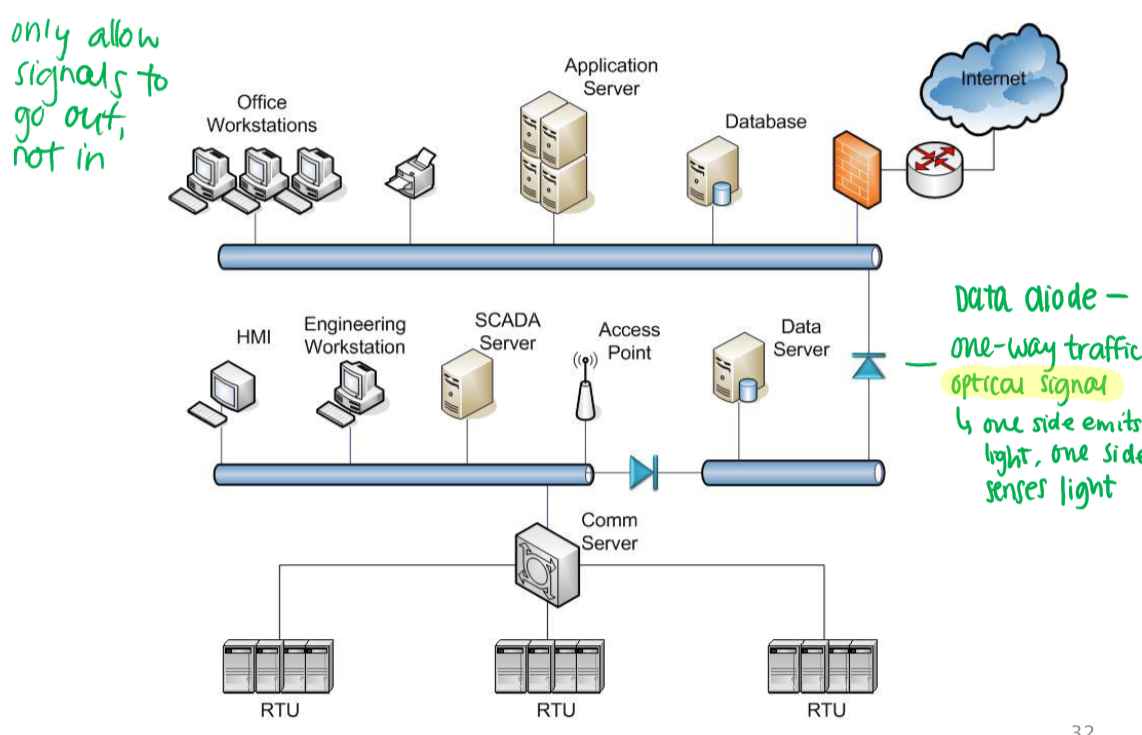 only allow
signals to
go out,
not in
Office
Workstations
Application
Server
Database
Internet
HMI
Engineering
Workstation
SCADA
Server
Access
Point
Data
Server
Data diode —
one-way traffic
optical signal
↳ one side emits
light, one side
senses light
Comm
Server
RTU
RTU
RTU
32